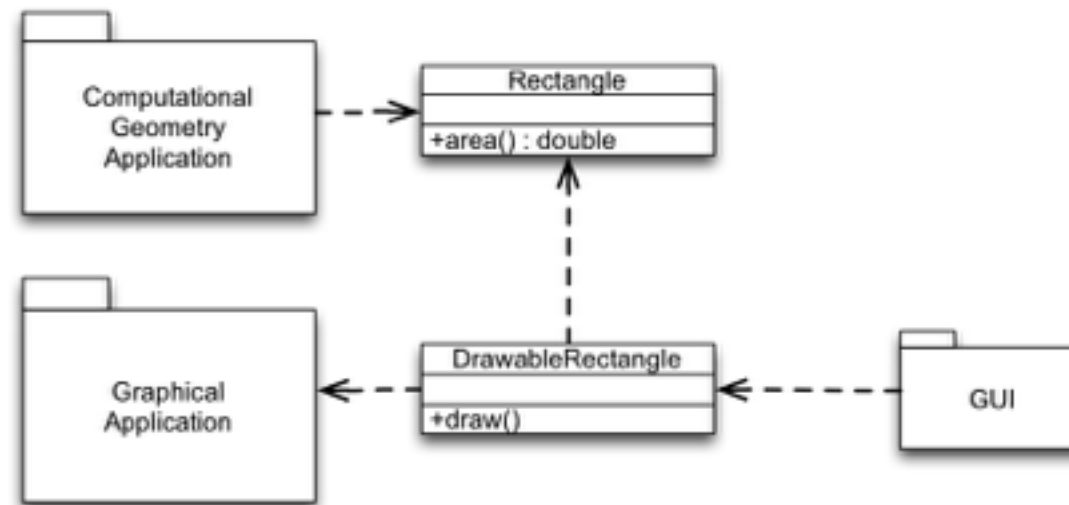 Computational
Geometry
Application
Rectangle
+area() : double
Graphical
Application
DrawableRectangle
+draw()
GUI